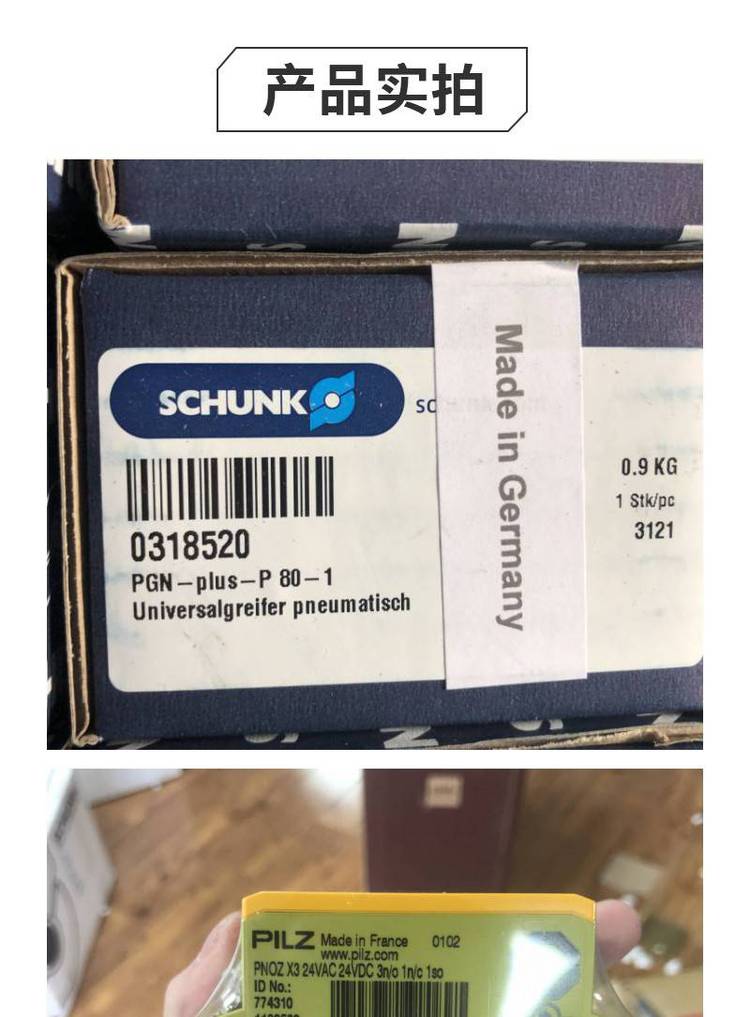 产品实拍
SCHUNK
0318520
PGN-plus-P 80-1
Universalgreifer pneumatisch
Made in Germany
0.9 KG
1 Stk/pc
3121
PILZ Made in France 0102
www.pilz.com
PNOZ X3 24VAC 24VDC 3n/o 1n/c 1so
ID No.:
774310